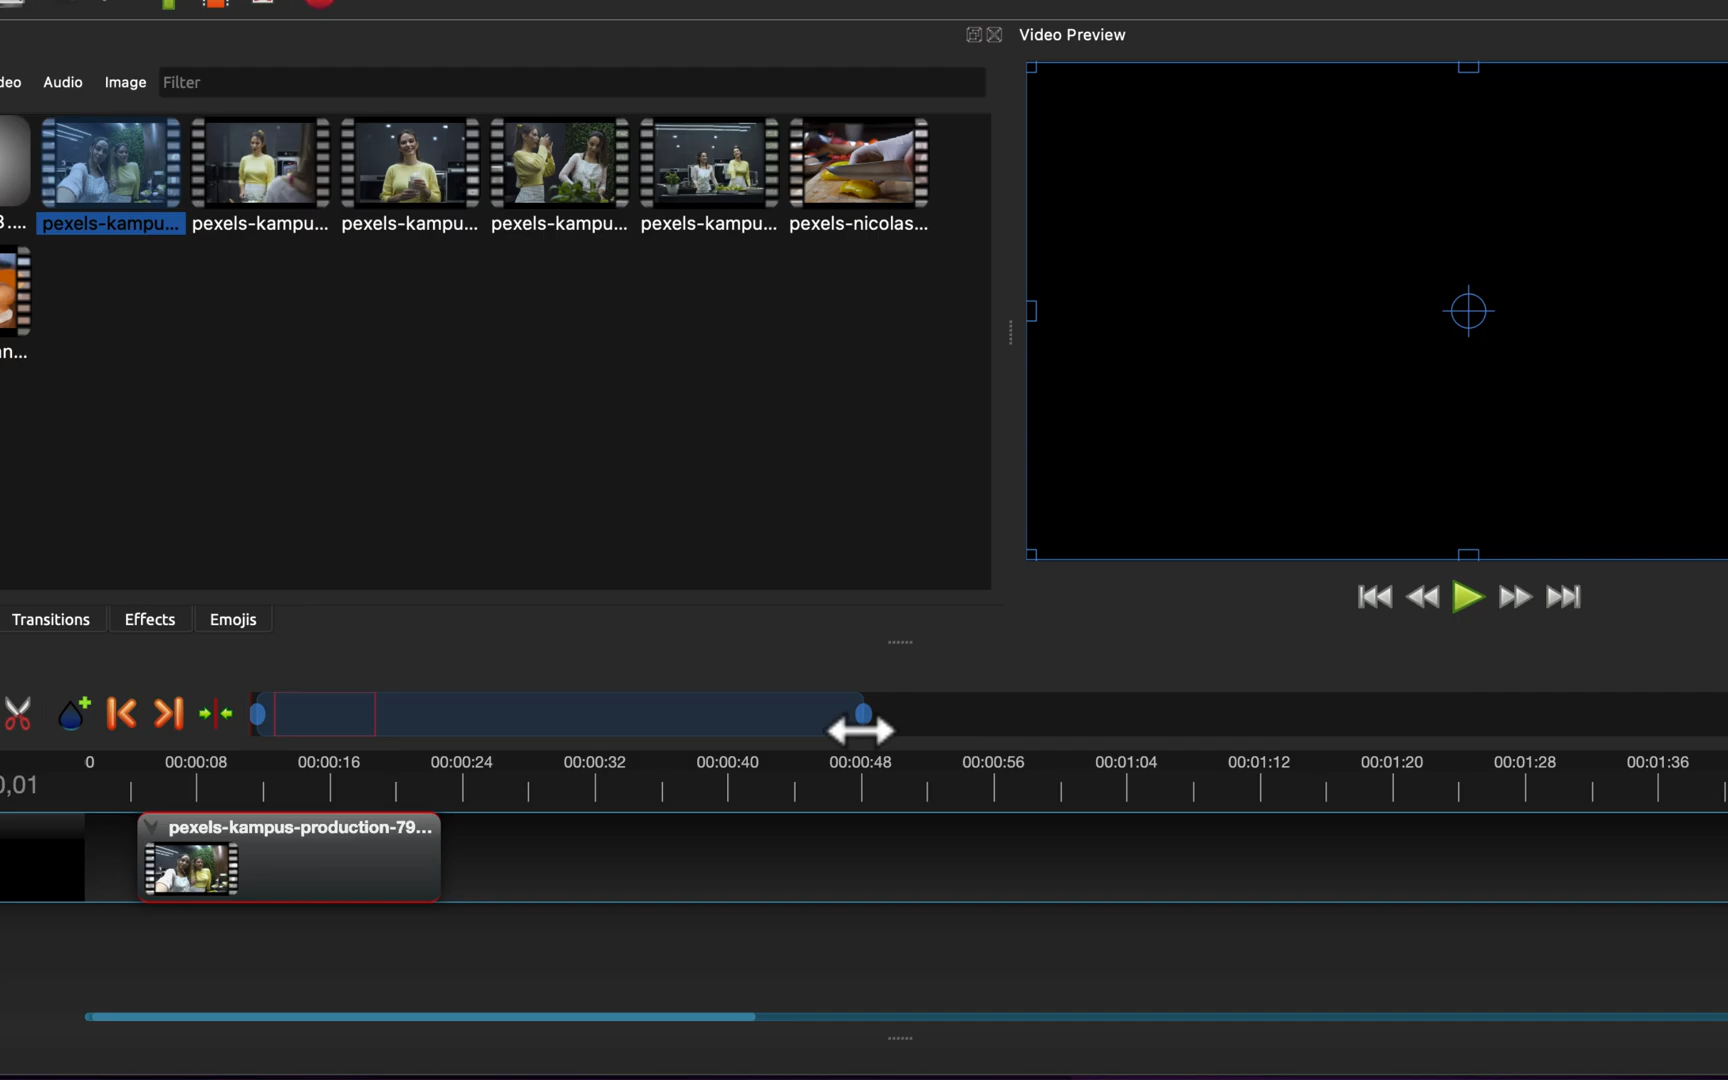 Video Preview
deo Audio Image Filter
3.... pexels-kampu... pexels-kampu... pexels-kampu... pexels-kampu... pexels-kampu... pexels-nicolas...
an...
Transitions Effects Emojis
0 00:00:08 00:00:16 00:00:24 00:00:32 00:00:40 00:00:48 00:00:56 00:01:04 00:01:12 00:01:20 00:01:28 00:01:36
0,01
pexels-kampus-production-79...